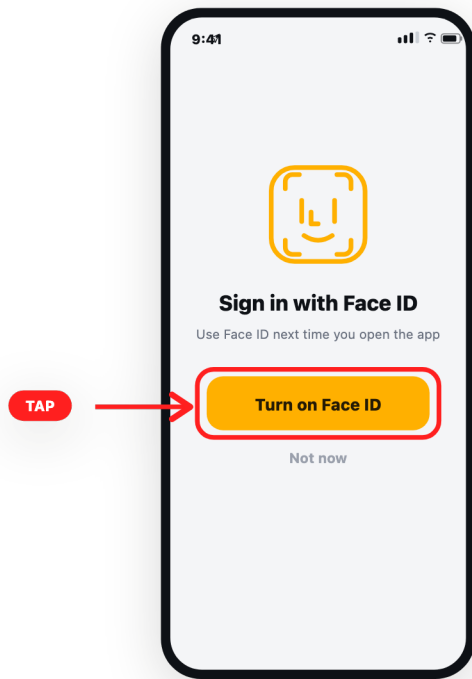 9:41
Sign in with Face ID
Use Face ID next time you open the app
TAP
Turn on Face ID
Not now